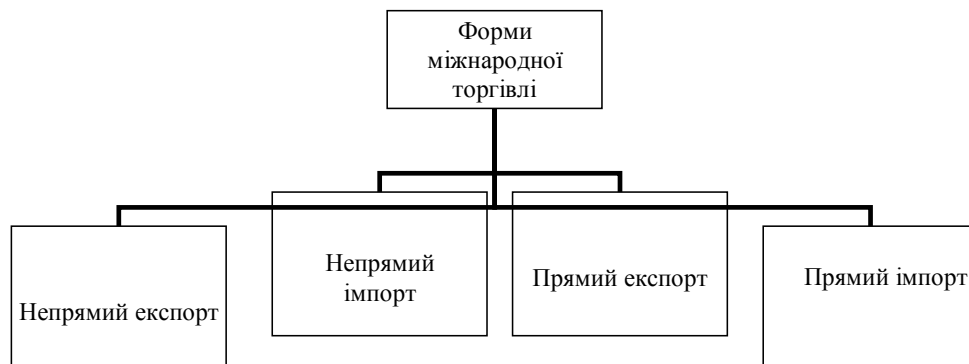 Форми
міжнародної
торгівлі
Непрямий експорт
Непрямий
імпорт
Прямий експорт
Прямий імпорт